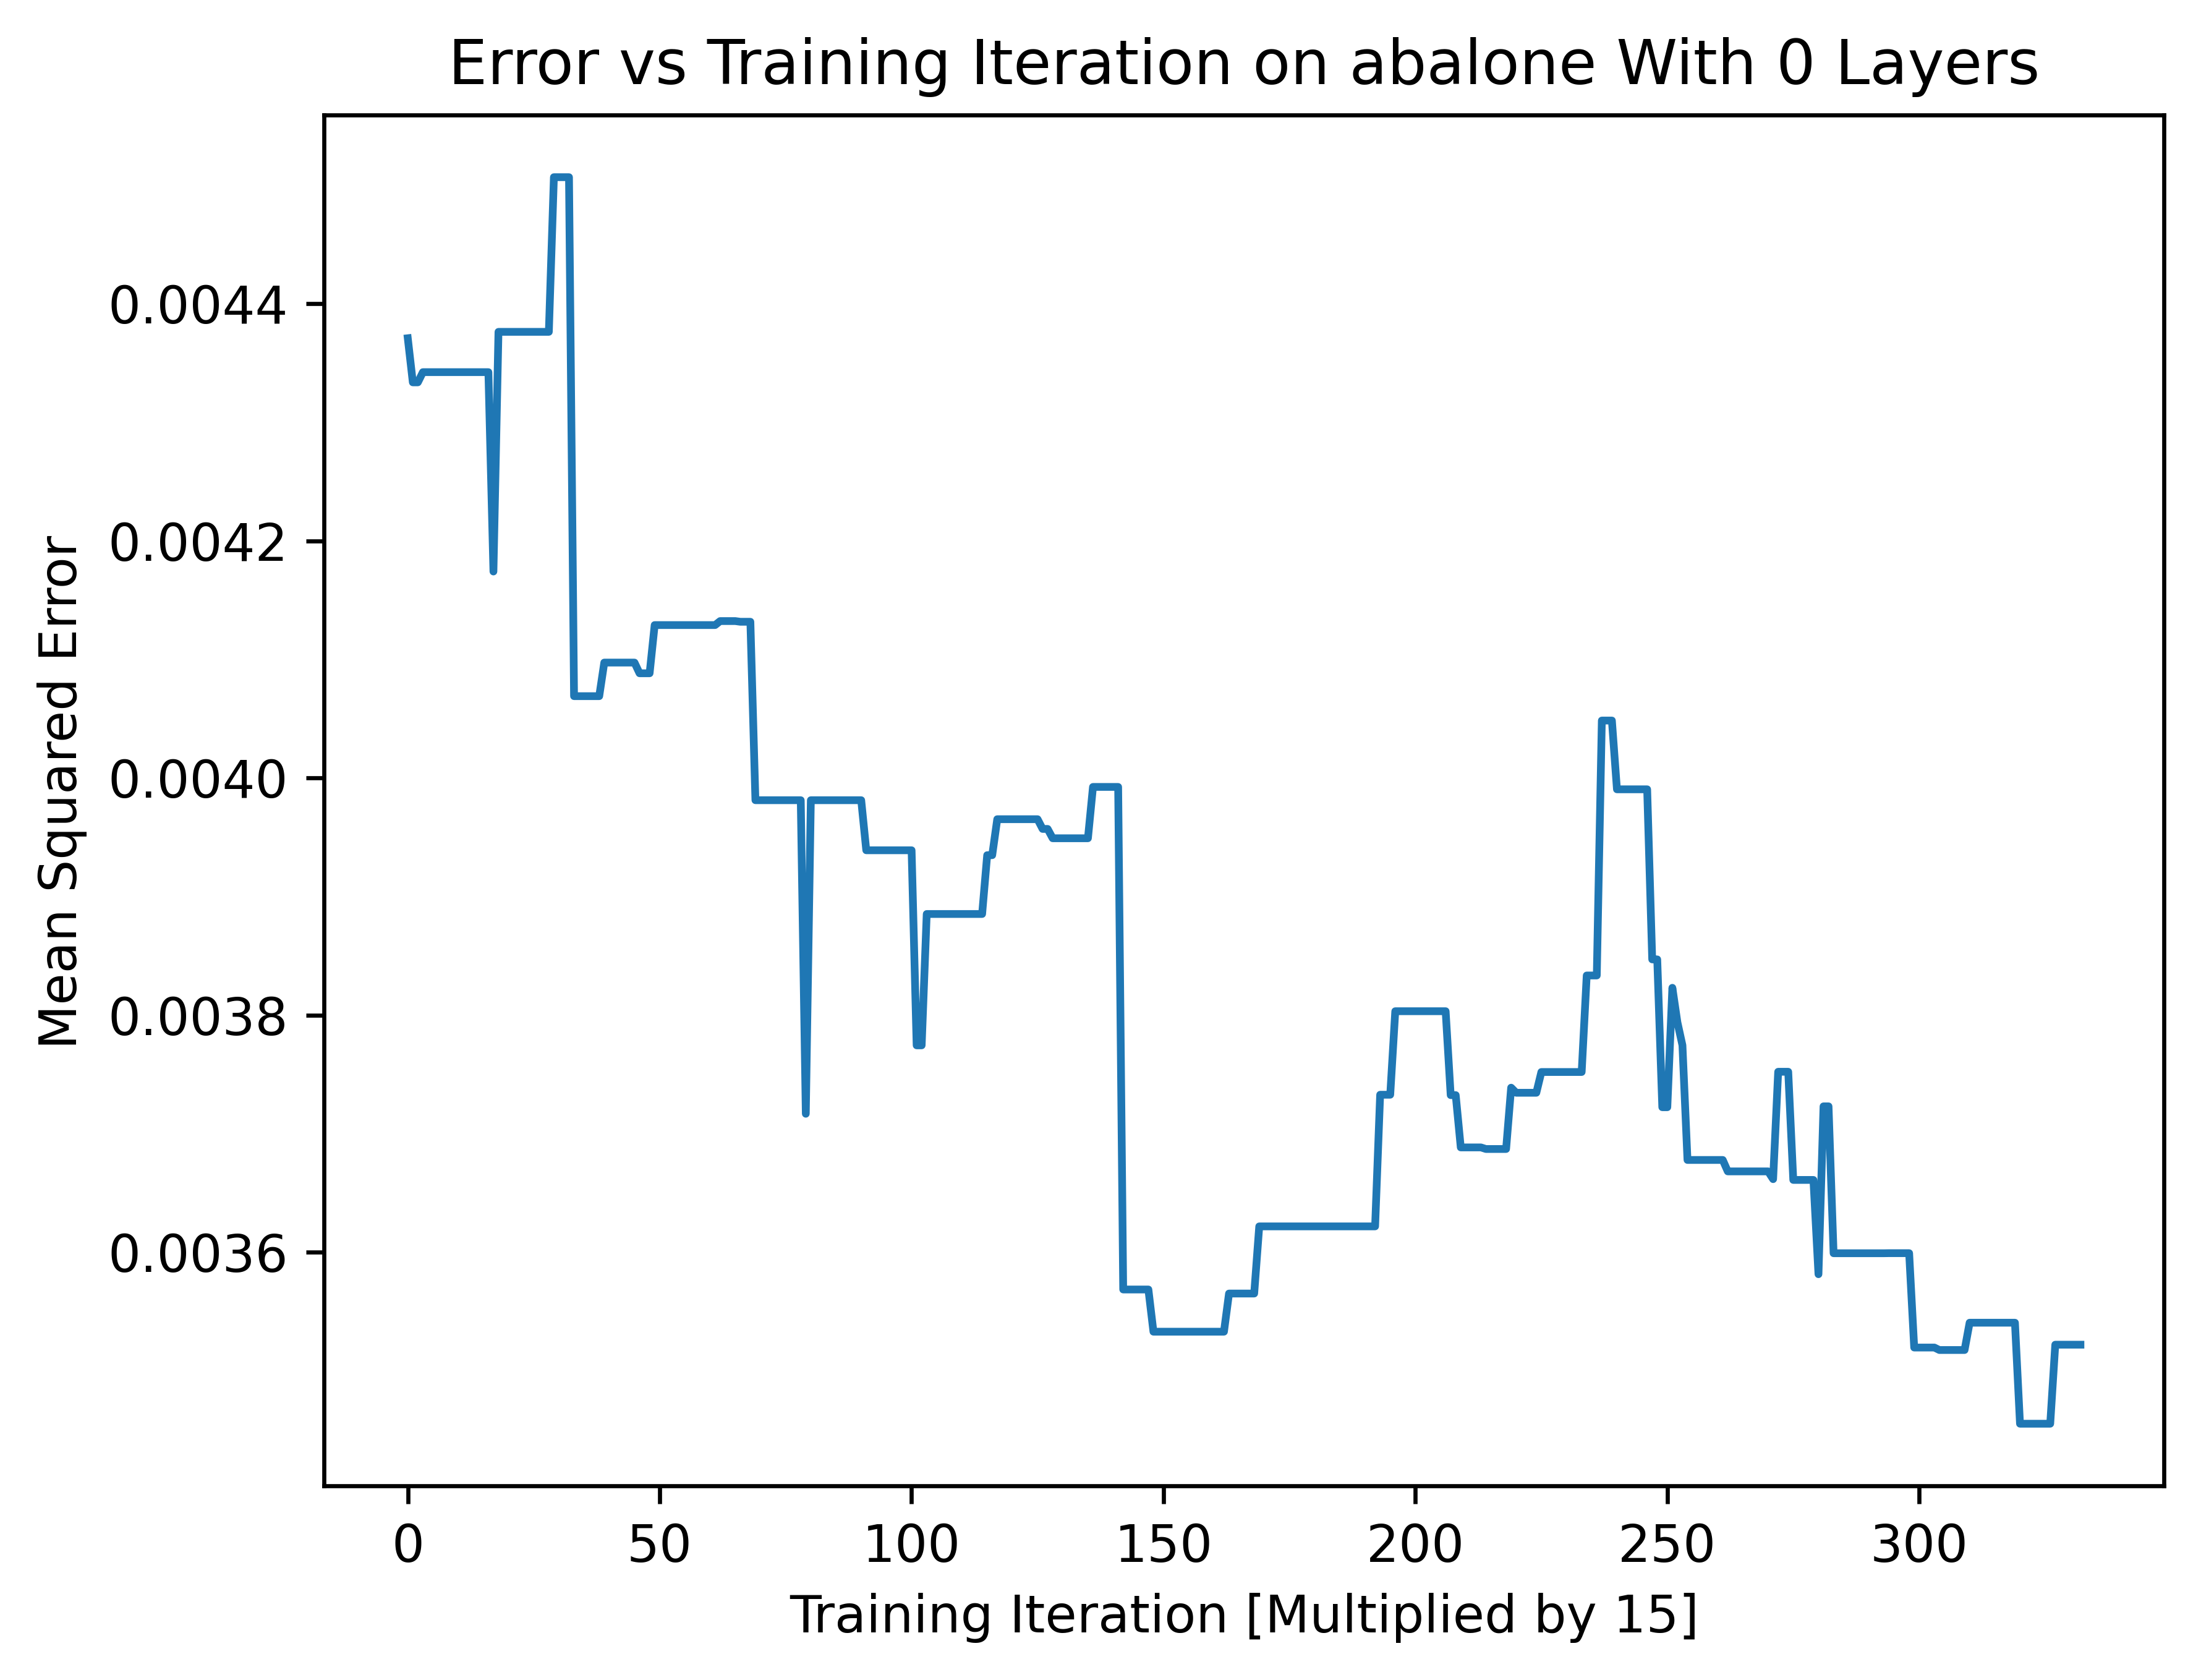 Error vs Training Iteration on abalone With 0 Layers
Mean Squared Error
0.0044
0.0042
0.0040
0.0038
0.0036
0 50 100 150 200 250 300
Training Iteration [Multiplied by 15]